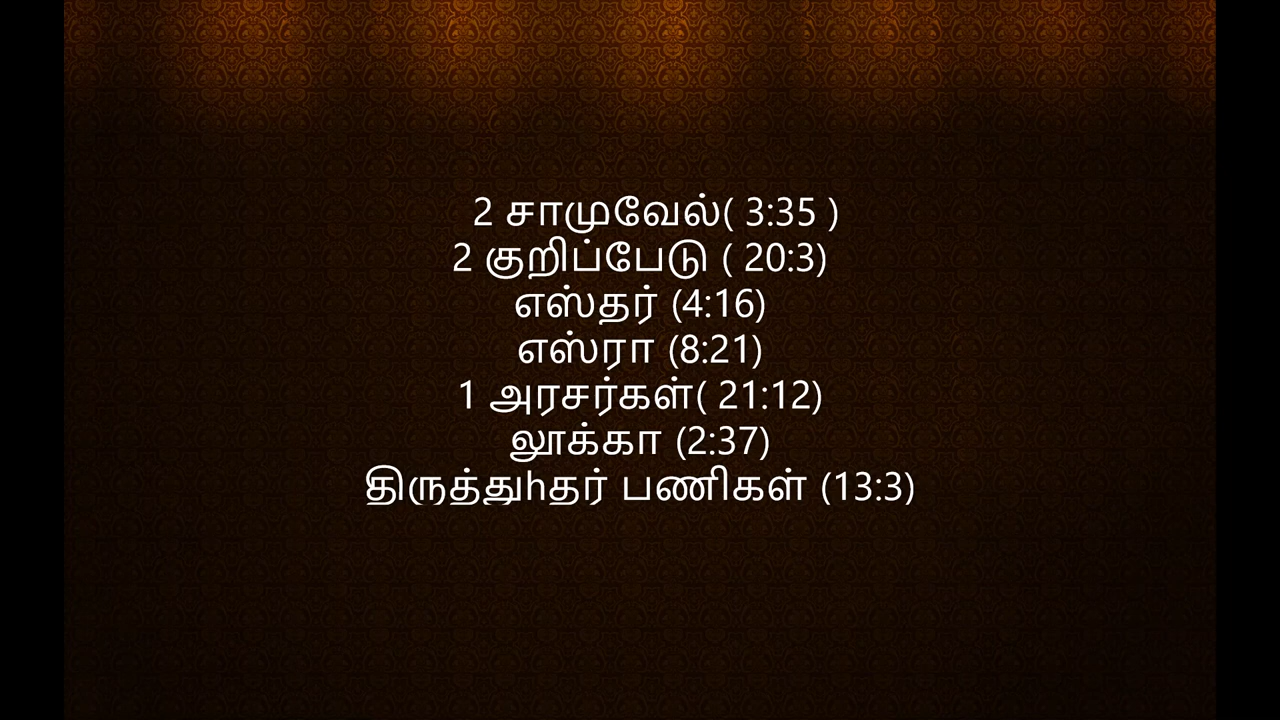 2 சாமுவேல்( 3:35 )
2 குறிப்பேடு ( 20:3)
எஸ்தர் (4:16)
எஸ்ரா (8:21)
1 அரசர்கள்( 21:12)
லூக்கா (2:37)
திருத்துhதர் பணிகள் (13:3)